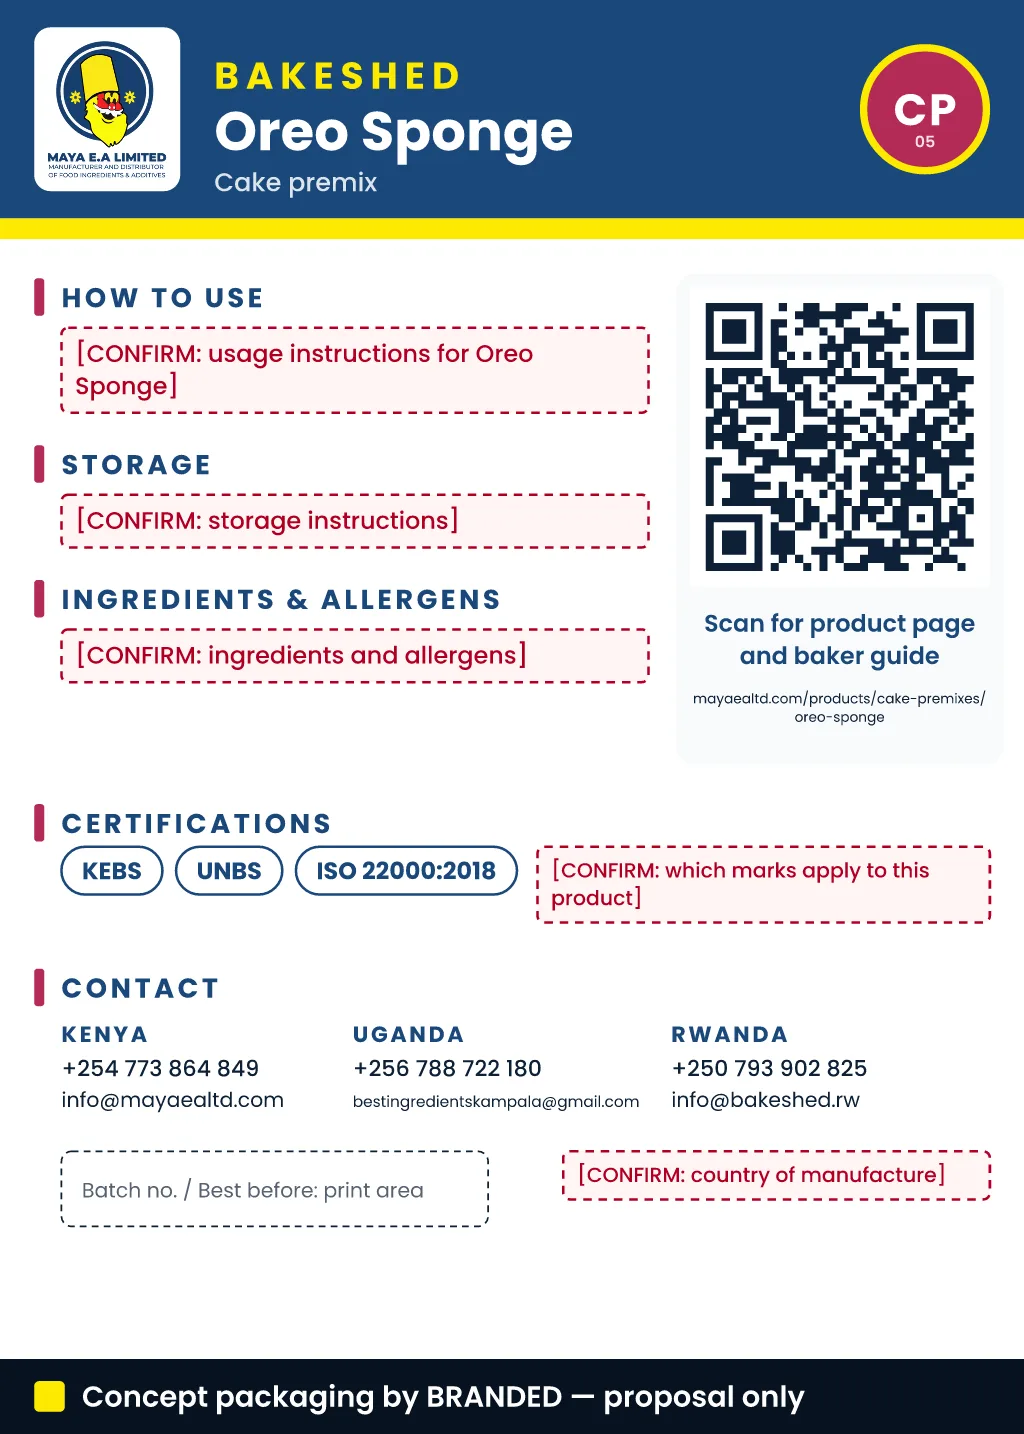 MAYA E.A LIMITED
MANUFACTURER AND DISTRIBUTOR
OF FOOD INGREDIENTS & ADDITIVES
BAKESHED
Oreo Sponge
Cake premix
CP
05
HOW TO USE
[CONFIRM: usage instructions for Oreo
Sponge]
STORAGE
[CONFIRM: storage instructions]
INGREDIENTS & ALLERGENS
[CONFIRM: ingredients and allergens]
Scan for product page
and baker guide
mayaealtd.com/products/cake-premixes/
oreo-sponge
CERTIFICATIONS
KEBS
UNBS
ISO 22000:2018
[CONFIRM: which marks apply to this
product]
CONTACT
KENYA
+254 773 864 849
info@mayaealtd.com
UGANDA
+256 788 722 180
bestingredientskampala@gmail.com
RWANDA
+250 793 902 825
info@bakeshed.rw
Batch no. / Best before: print area
[CONFIRM: country of manufacture]
Concept packaging by BRANDED — proposal only